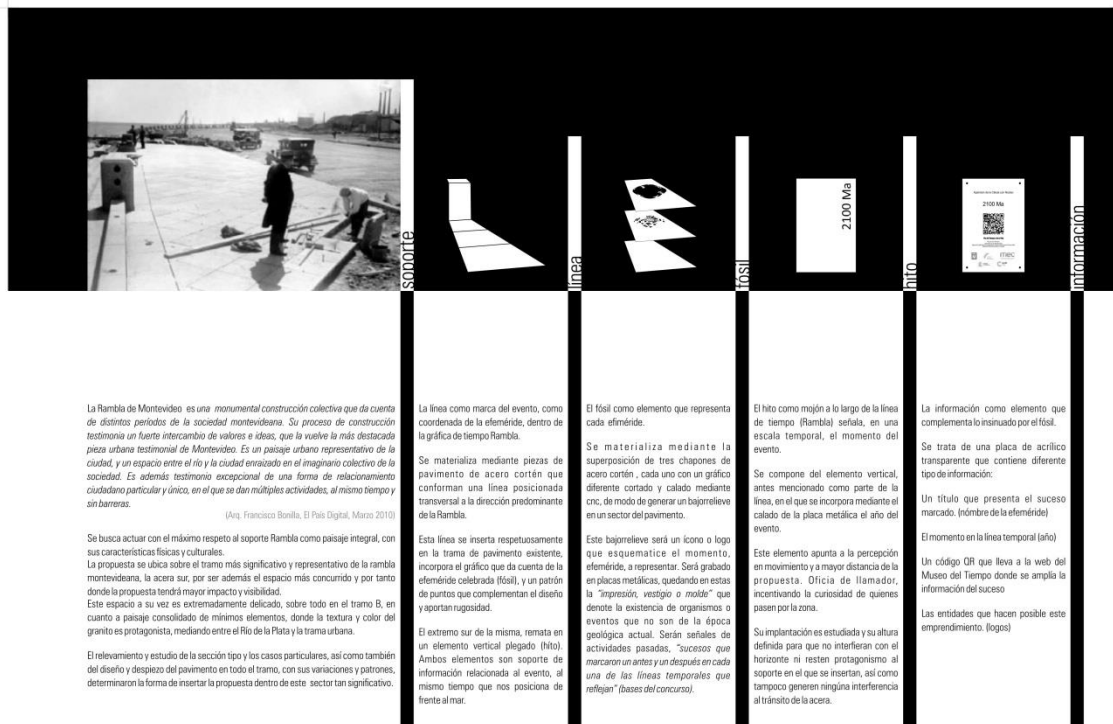 soporte
La Rambla de Montevideo es una monumental construcción colectiva que da cuenta
de distintos períodos de la sociedad montevideana. Su proceso de construcción
testimonia un fuerte intercambio de valores e ideas, que la vuelve la más destacada
pieza urbana testimonial de Montevideo. Es un paisaje urbano representativo de la
ciudad, y un espacio entre el río y la ciudad enraizado en el imaginario colectivo de la
sociedad. Es además testimonio excepcional de una forma de relacionamiento
ciudadano particular y único, en el que se dan múltiples actividades, al mismo tiempo y
sin barreras.
(Arq. Francisco Bonilla, El País Digital, Marzo 2010)
Se busca actuar con el máximo respeto al soporte Rambla como paisaje integral, con
sus características físicas y culturales.
La propuesta se ubica sobre el tramo más significativo y representativo de la rambla
montevideana, la acera sur, por ser además el espacio más concurrido y por tanto
donde la propuesta tendrá mayor impacto y visibilidad.
Este espacio a su vez es extremadamente delicado, sobre todo en el tramo B, en
cuanto a paisaje consolidado de mínimos elementos, donde la textura y color del
granito es protagonista, mediando entre el Río de la Plata y la trama urbana.
El relevamiento y estudio de la sección tipo y los casos particulares, así como también
del diseño y despiezo del pavimento en todo el tramo, con sus variaciones y patrones,
determinaron la forma de insertar la propuesta dentro de este sector tan significativo.
línea
La línea como marca del evento, como
coordenada de la efeméride, dentro de
la gráfica de tiempo Rambla.
Se materializa mediante piezas de
pavimento de acero cortén que
conforman una línea posicionada
transversal a la dirección predominante
de la Rambla.
Esta línea se inserta respetuosamente
en la trama de pavimento existente,
incorpora el gráfico que da cuenta de la
efeméride celebrada (fósil), y un patrón
de puntos que complementan el diseño
y aportan rugosidad.
El extremo sur de la misma, remata en
un elemento vertical plegado (hito).
Ambos elementos son soporte de
información relacionada al evento, al
mismo tiempo que nos posiciona de
frente al mar.
fósil
El fósil como elemento que representa
cada efiméride.
Se materializa mediante la
superposición de tres chapones de
acero cortén , cada uno con un gráfico
diferente cortado y calado mediante
cnc, de modo de generar un bajorrelieve
en un sector del pavimento.
Este bajorrelieve será un ícono o logo
que esquematice el momento,
efeméride, a representar. Será grabado
en placas metálicas, quedando en estas
la "impresión, vestigio o molde" que
denote la existencia de organismos o
eventos que no son de la época
geológica actual. Son señales de
actividades pasadas, "sucesos que
marcaron un antes y un después en cada
una de las líneas temporales que
reflejan" (bases del concurso).
2100 Ma
hito
El hito como mojón a lo largo de la línea
de tiempo (Rambla) señala, en una
escala temporal, el momento del
evento.
Se compone del elemento vertical,
antes mencionado como parte de la
línea, en el que se incorpora mediante el
calado de la placa metálica el año del
evento.
Este elemento apunta a la percepción
en movimiento y a mayor distancia de la
propuesta. Oficia de llamador,
incentivando la curiosidad de quienes
pasen por la zona.
Su implantación es estudiada y su altura
definida para que no interfieran con el
horizonte ni resten protagonismo al
soporte en el que se insertan, así como
tampoco generen ningúna interferencia
al tránsito de la acera.
2100 Ma
mec
información
La información como elemento que
complementa lo insinuado por el fósil.
Se trata de una placa de acrílico
transparente que contiene diferente
tipo de información:
Un título que presenta el suceso
marcado. (nómbre de la efeméride)
El momento en la línea temporal (año)
Un código QR que lleva a la web del
Museo del Tiempo donde se amplía la
información del suceso
Las entidades que hacen posible este
emprendimiento. (logos)